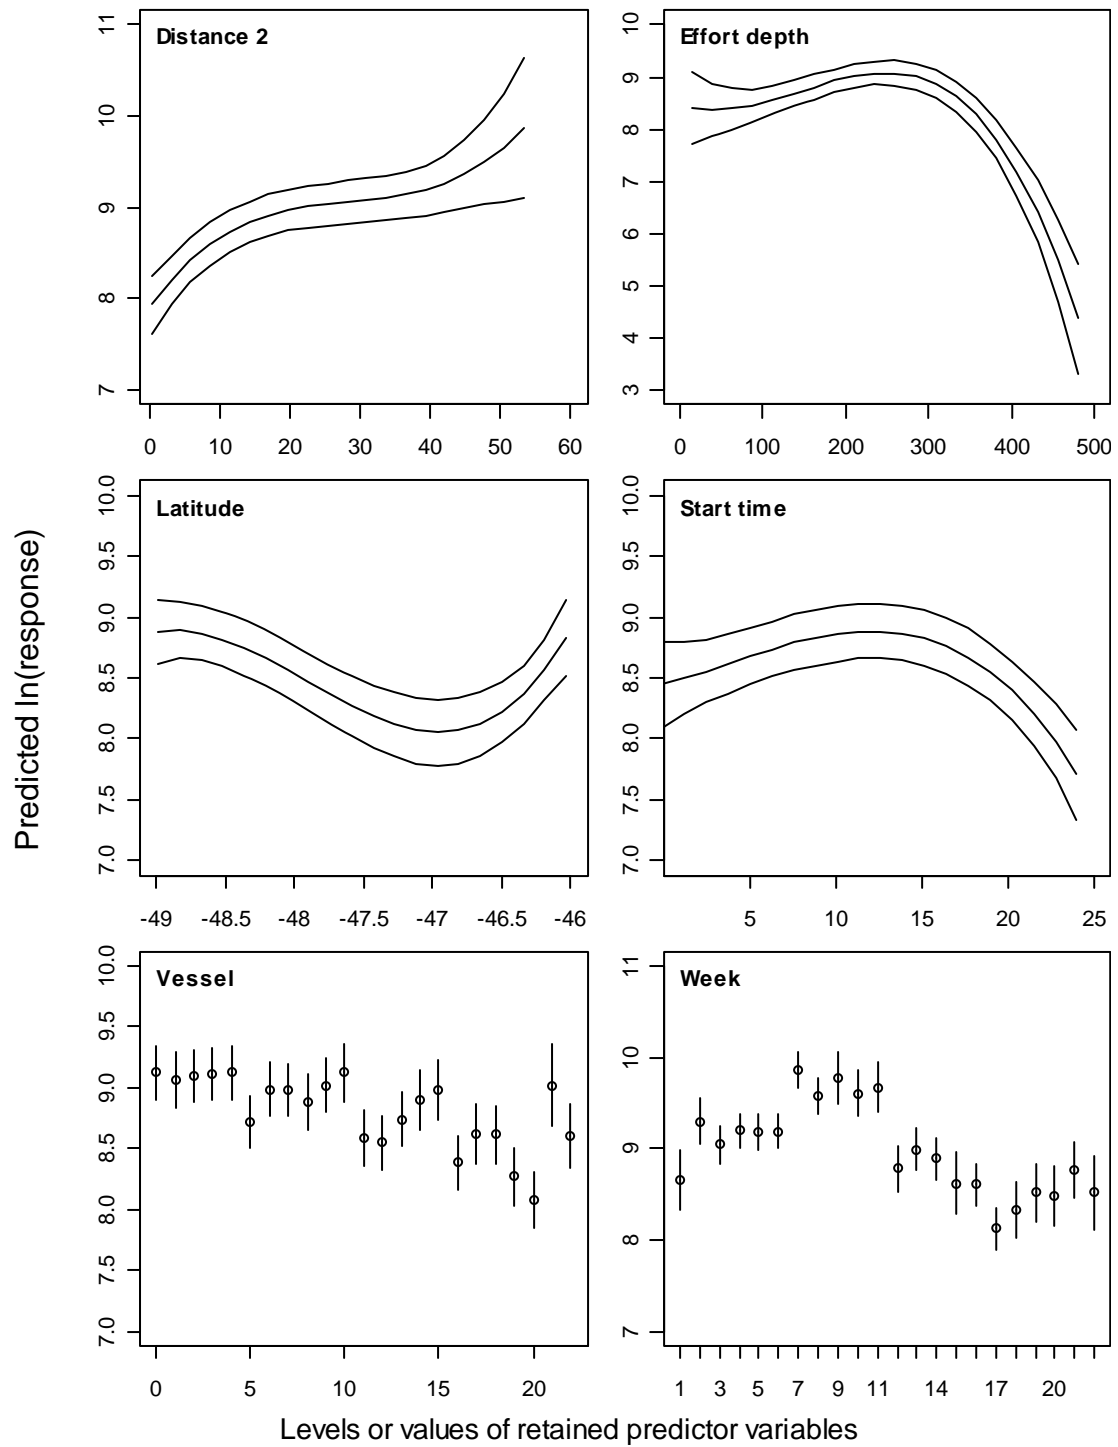 Distance 2
11
10
9
8
7
0 10 20 30 40 50 60
Effort depth
10
9
8
7
6
5
4
3
0 100 200 300 400 500
Predicted ln(response)
Latitude
10.0
9.5
9.0
8.5
8.0
7.5
7.0
-49 -48.5 -48 -47.5 -47 -46.5 -46
Start time
10.0
9.5
9.0
8.5
8.0
7.5
7.0
5 10 15 20 25
Vessel
10.0
9.5
9.0
8.5
8.0
7.5
7.0
0 5 10 15 20
Week
11
10
9
8
7
1 3 5 7 9 11 14 17 20
Levels or values of retained predictor variables